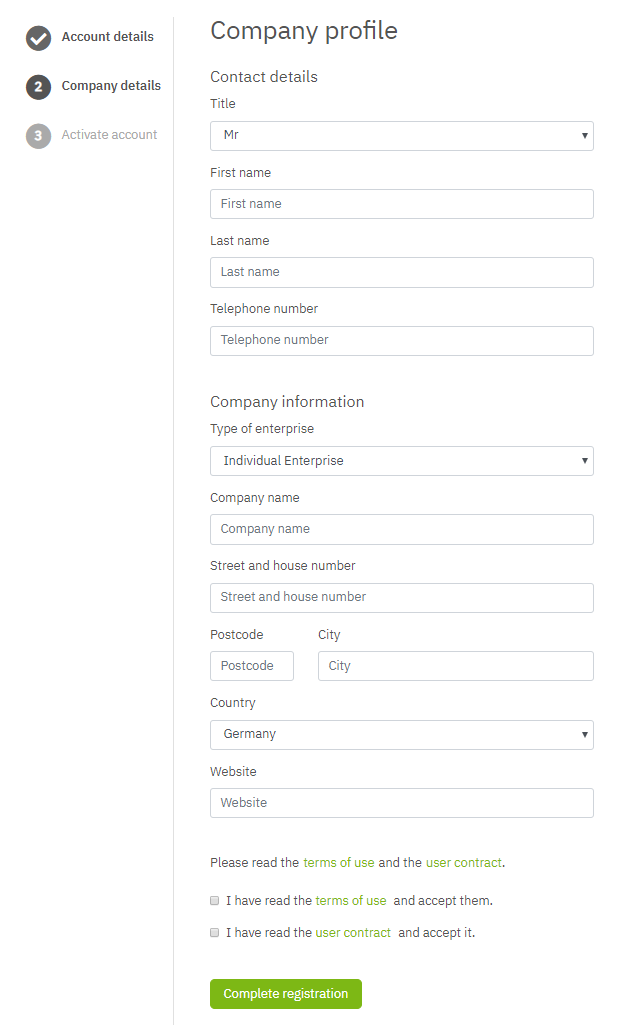 Account details
2 Company details
3 Activate account
Company profile
Contact details
Title
Mr
First name
First name
Last name
Last name
Telephone number
Telephone number
Company information
Type of enterprise
Individual Enterprise
Company name
Company name
Street and house number
Street and house number
Postcode City
Postcode City
Country
Germany
Website
Website
Please read the terms of use and the user contract.
I have read the terms of use and accept them.
I have read the user contract and accept it.
Complete registration